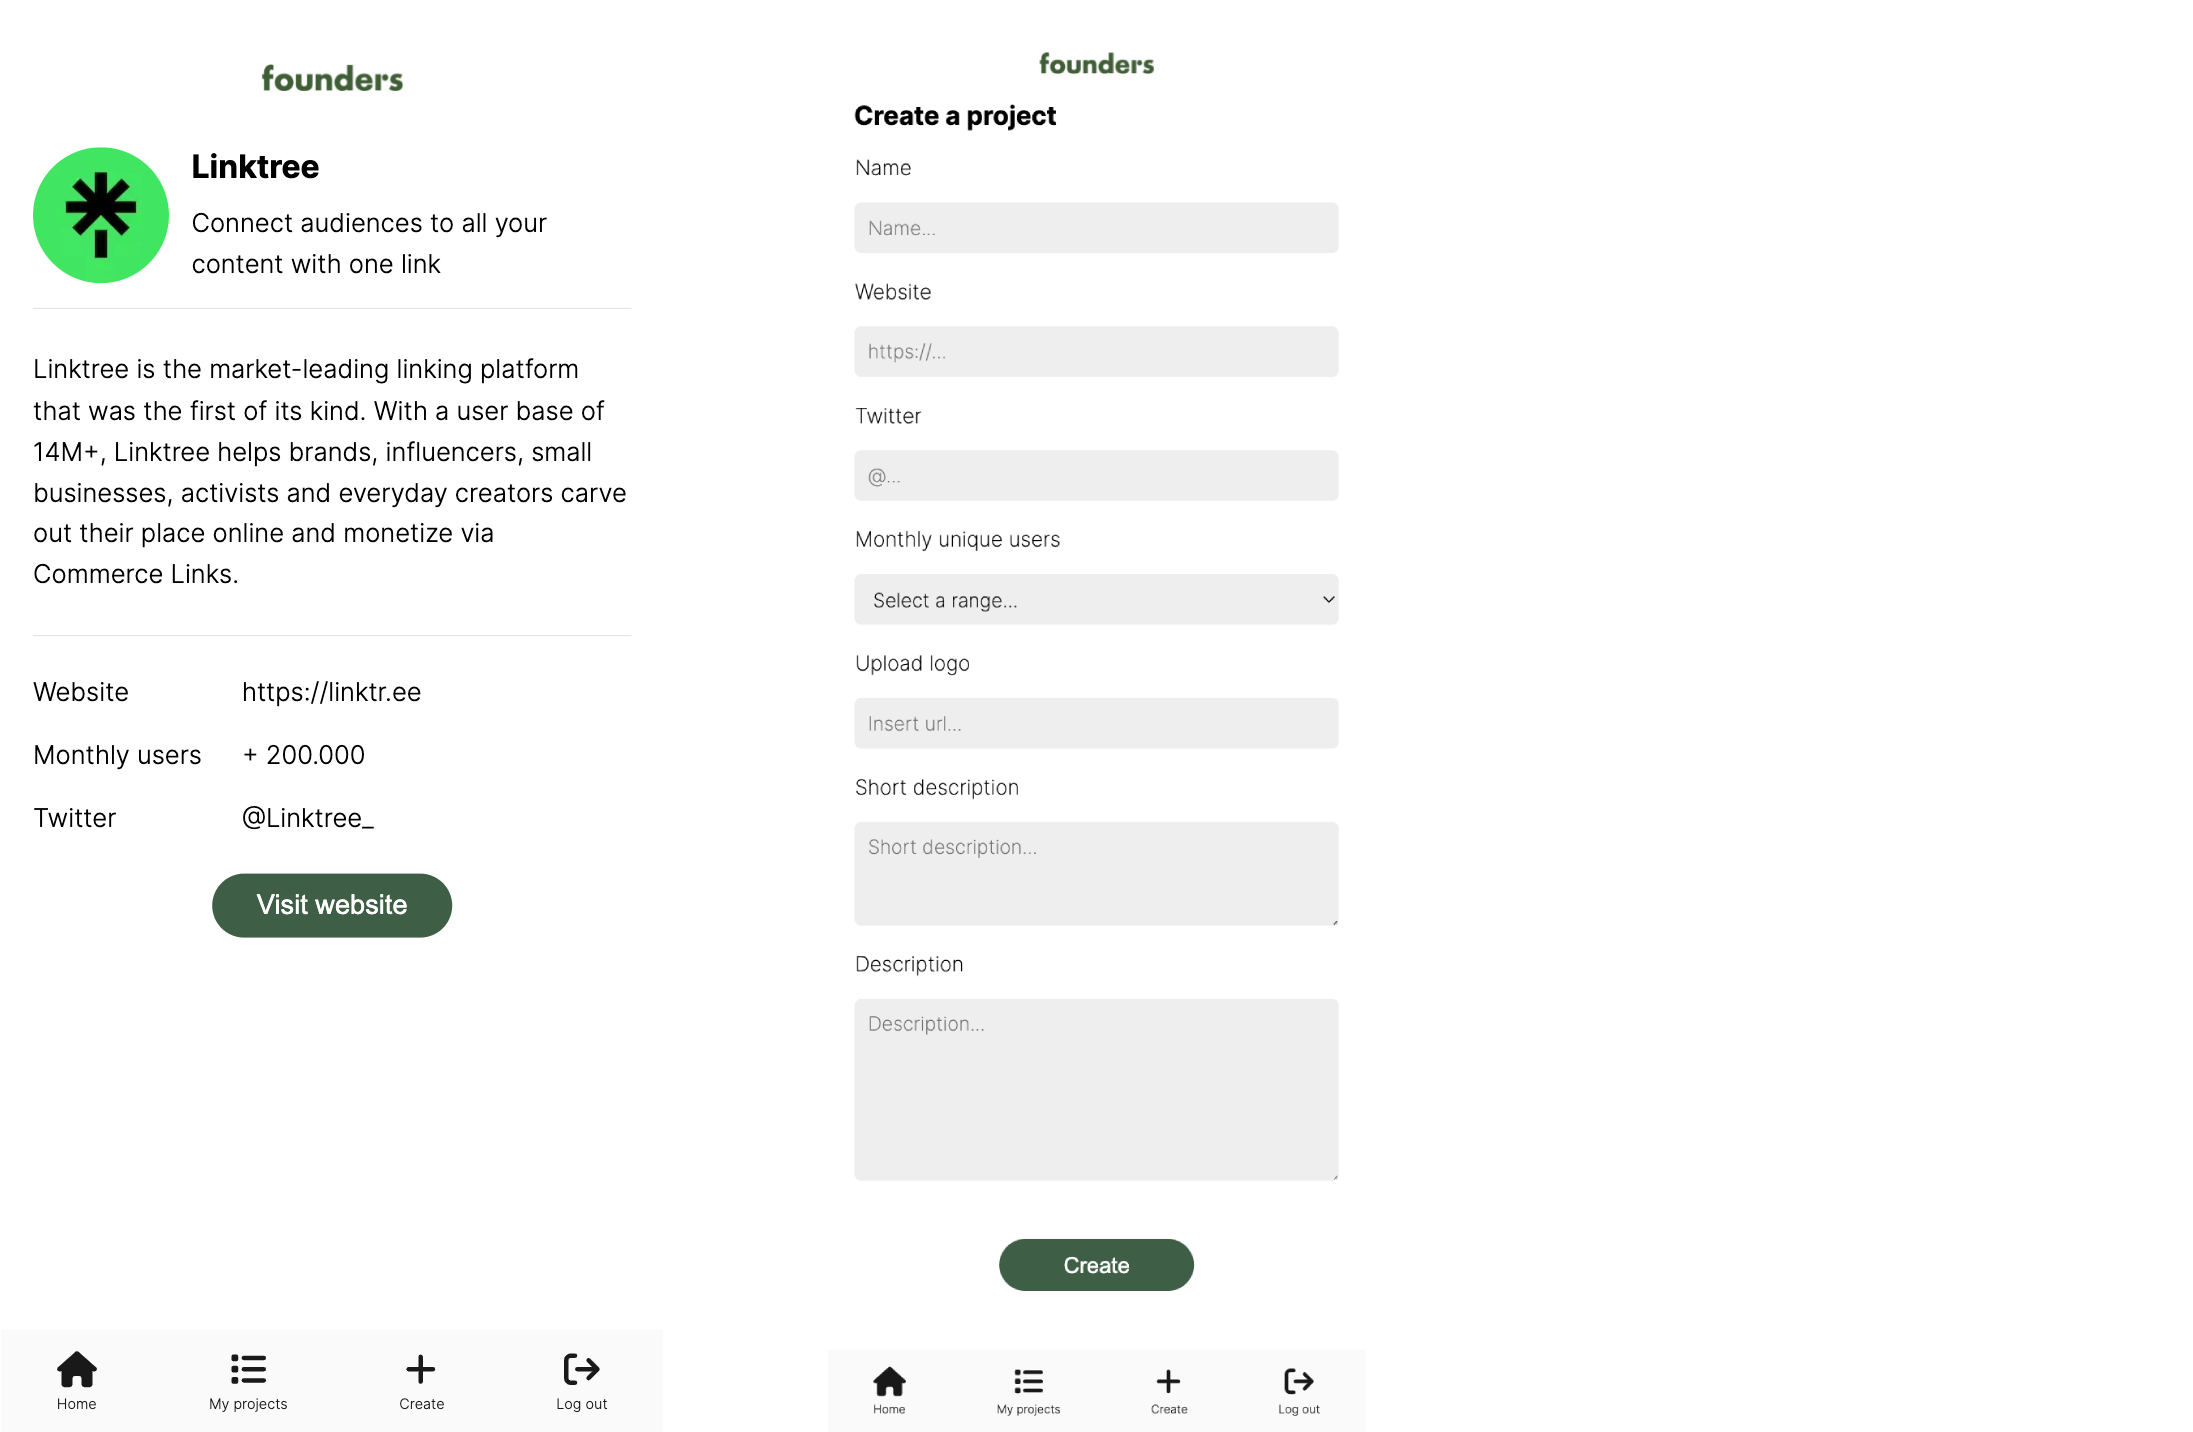 founders
Linktree
Connect audiences to all your
content with one link
Linktree is the market-leading linking platform
that was the first of its kind. With a user base of
14M+, Linktree helps brands, influencers, small
businesses, activists and everyday creators carve
out their place online and monetize via
Commerce Links.
Website https://linktr.ee
Monthly users + 200.000
Twitter @Linktree_
Visit website
Home My projects Create Log out
founders
Create a project
Name
Name...
Website
https://...
Twitter
@...
Monthly unique users
Select a range...
Upload logo
Insert url...
Short description
Short description...
Description
Description...
Create
Home My projects Create Log out